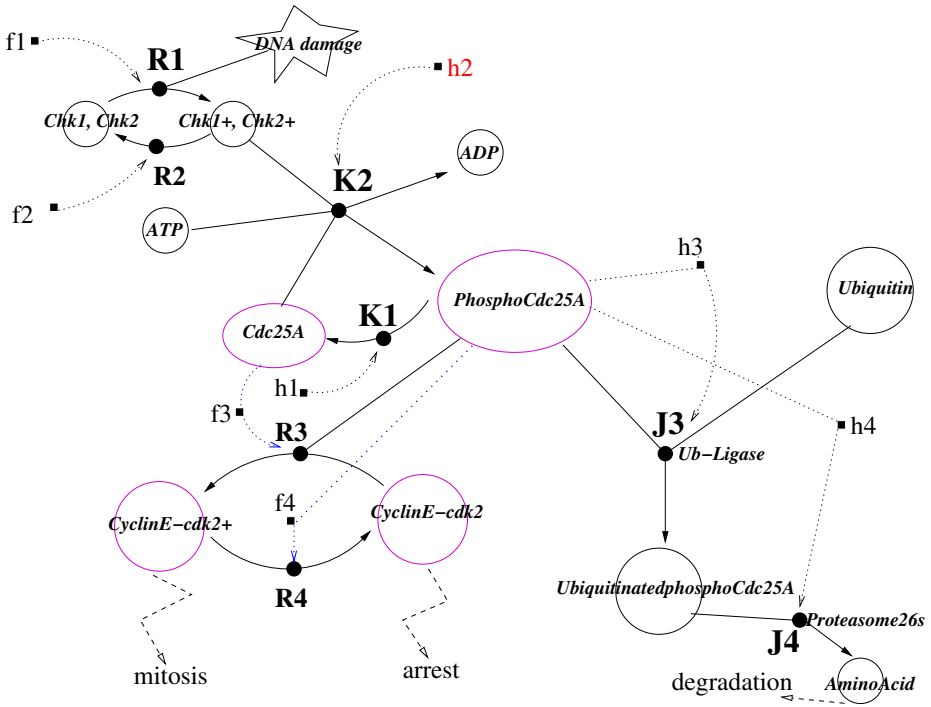 f1
DNA damage
R1
h2
Chk1, Chk2
Chk1+, Chk2+
ADP
R2
K2
f2
ATP
h3
Ubiquitin
PhosphoCdc25A
K1
Cdc25A
h1
f3
R3
J3
h4
Ub-Ligase
f4
CyclinE-cdk2+
CyclinE-cdk2
R4
UbiquitinatedphosphoCdc25A
Proteasome26s
J4
mitosis
arrest
degradation
AminoAcid